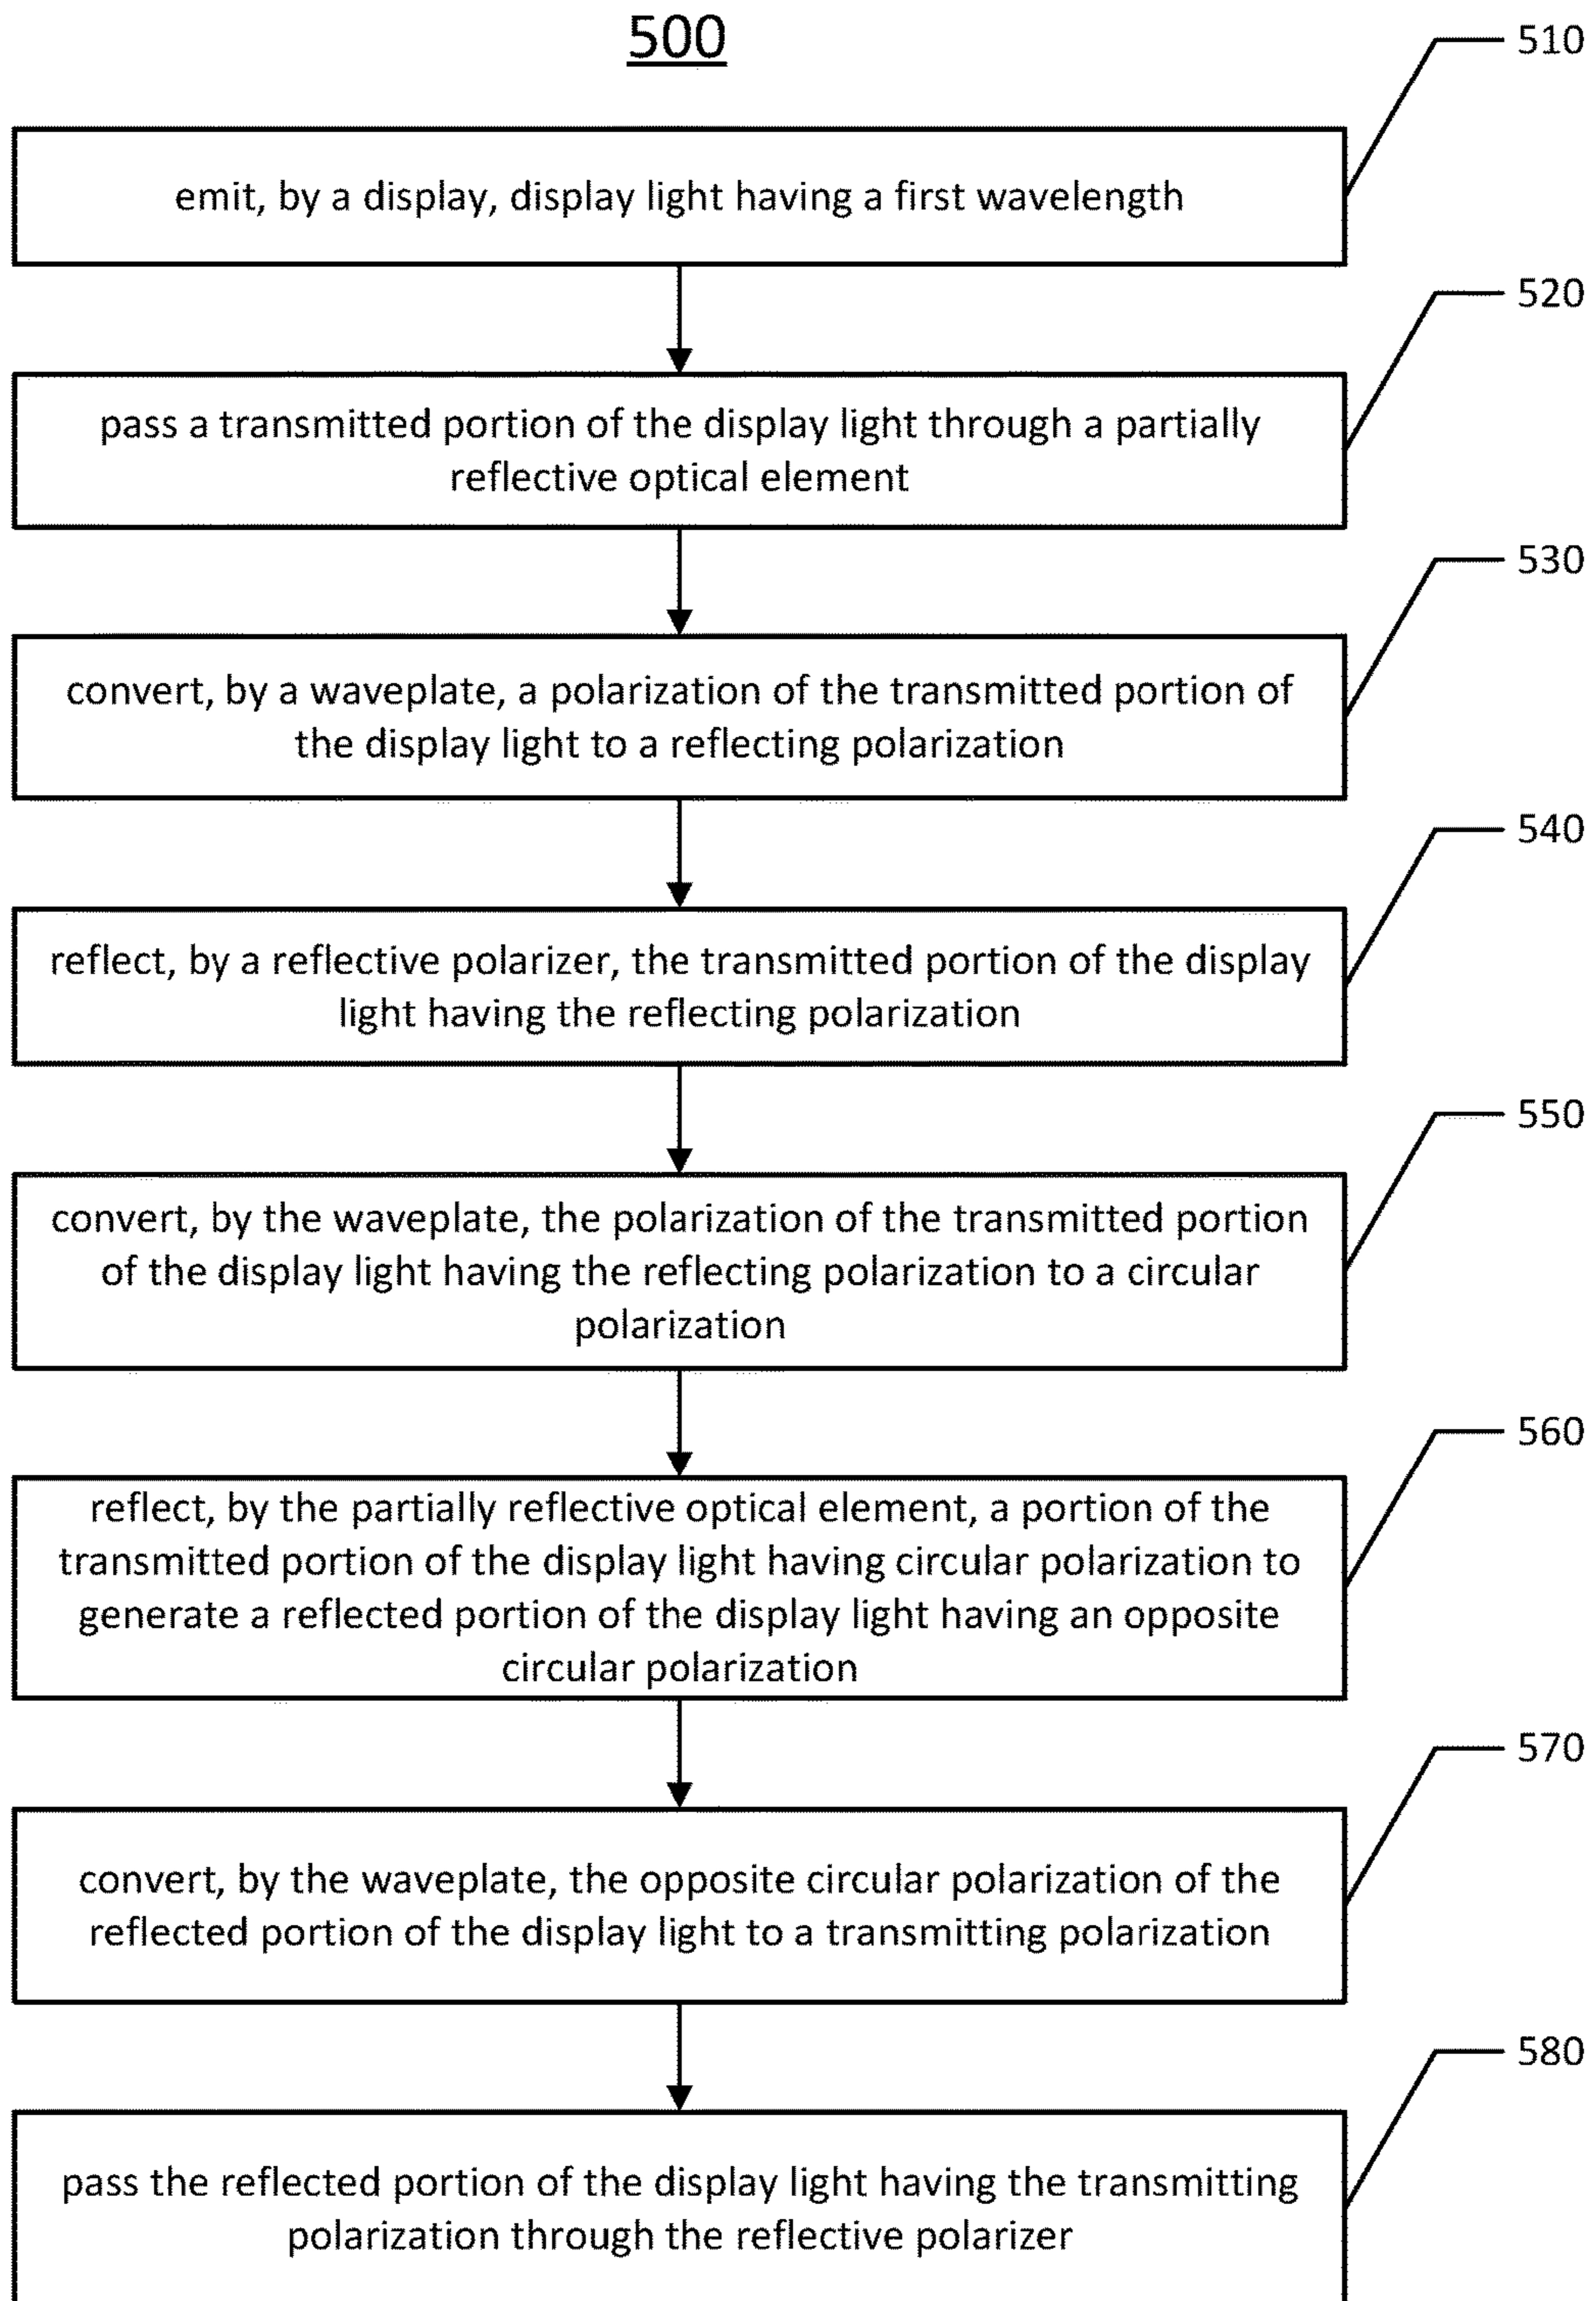 500
510
emit, by a display, display light having a first wavelength
520
pass a transmitted portion of the display light through a partially
reflective optical element
530
convert, by a waveplate, a polarization of the transmitted portion of
the display light to a reflecting polarization
540
reflect, by a reflective polarizer, the transmitted portion of the display
light having the reflecting polarization
550
convert, by the waveplate, the polarization of the transmitted portion
of the display light having the reflecting polarization to a circular
polarization
560
reflect, by the partially reflective optical element, a portion of the
transmitted portion of the display light having circular polarization to
generate a reflected portion of the display light having an opposite
circular polarization
570
convert, by the waveplate, the opposite circular polarization of the
reflected portion of the display light to a transmitting polarization
580
pass the reflected portion of the display light having the transmitting
polarization through the reflective polarizer